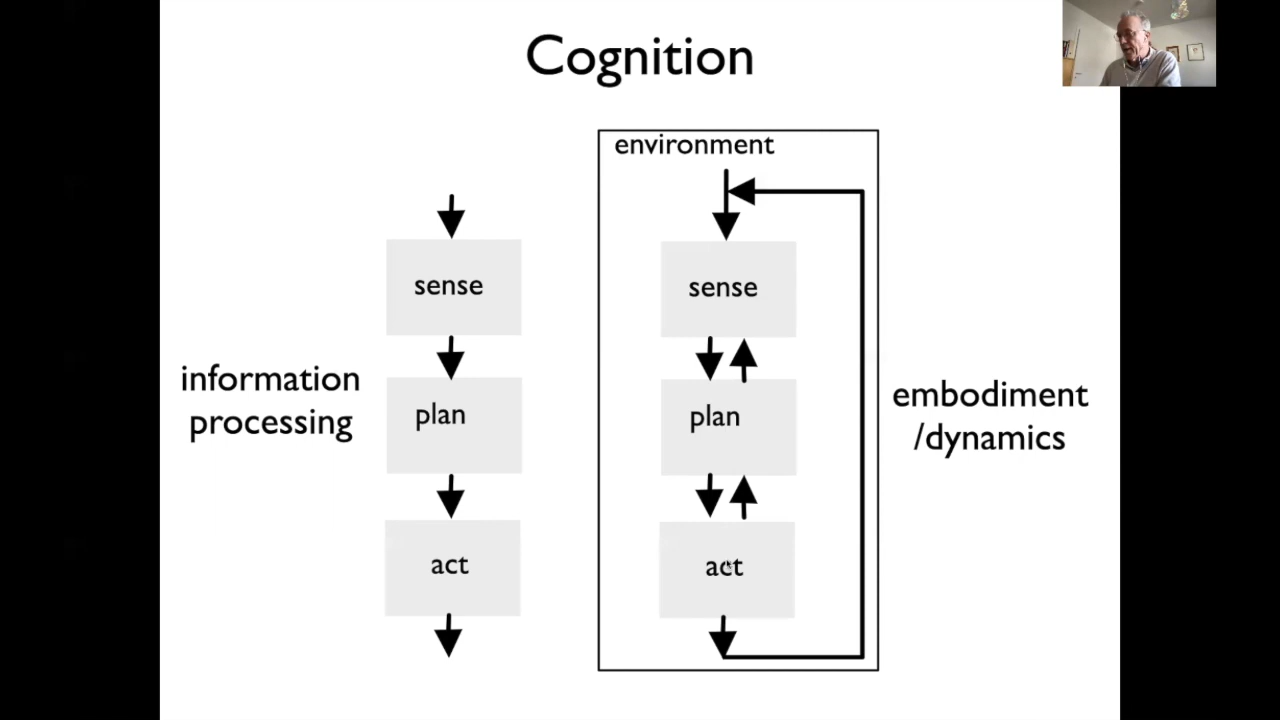 Cognition
information
processing
sense
plan
act
environment
sense
plan
act
embodiment
/dynamics